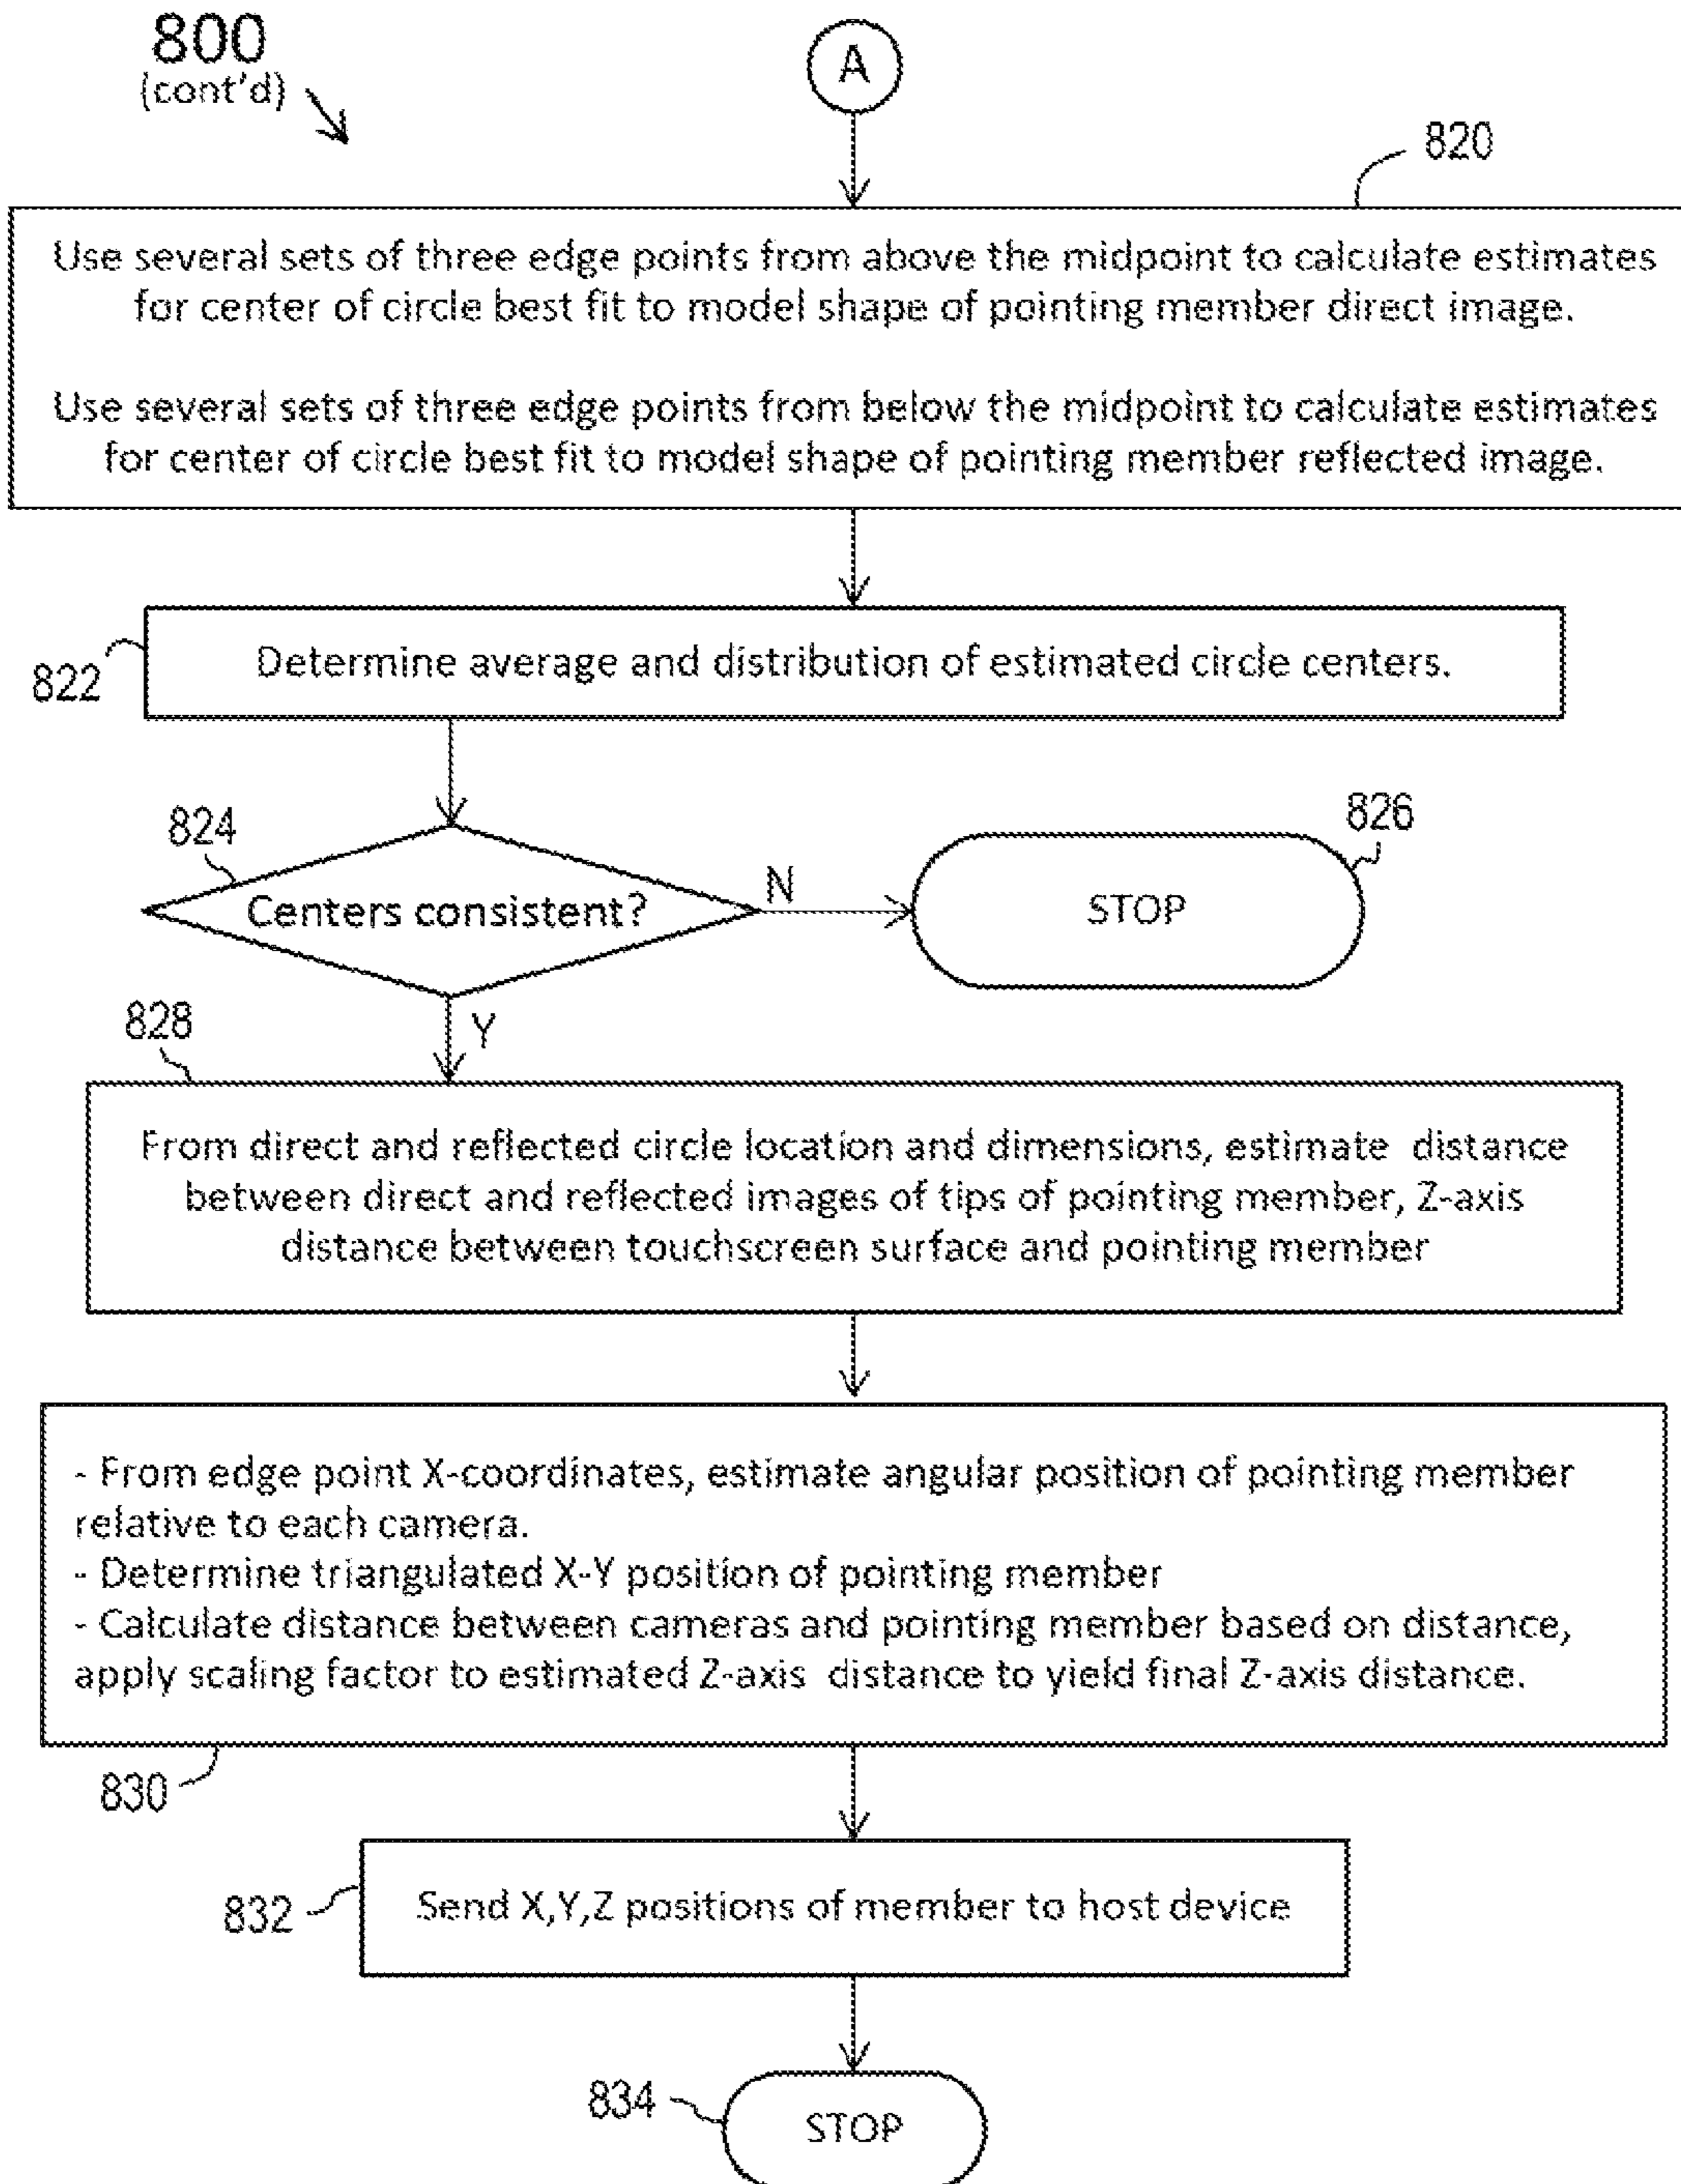 800
(cont'd)
A
820
Use several sets of three edge points from above the midpoint to calculate estimates
for center of circle best fit to model shape of pointing member direct image.
Use several sets of three edge points from below the midpoint to calculate estimates
for center of circle best fit to model shape of pointing member reflected image.
822
Determine average and distribution of estimated circle centers.
824
Centers consistent?
N
826
STOP
Y
828
From direct and reflected circle location and dimensions, estimate distance
between direct and reflected images of tips of pointing member, Z-axis
distance between touchscreen surface and pointing member
- From edge point X-coordinates, estimate angular position of pointing member
relative to each camera.
- Determine triangulated X-Y position of pointing member
- Calculate distance between cameras and pointing member based on distance,
apply scaling factor to estimated Z-axis distance to yield final Z-axis distance.
830
832
Send X,Y,Z positions of member to host device
834
STOP